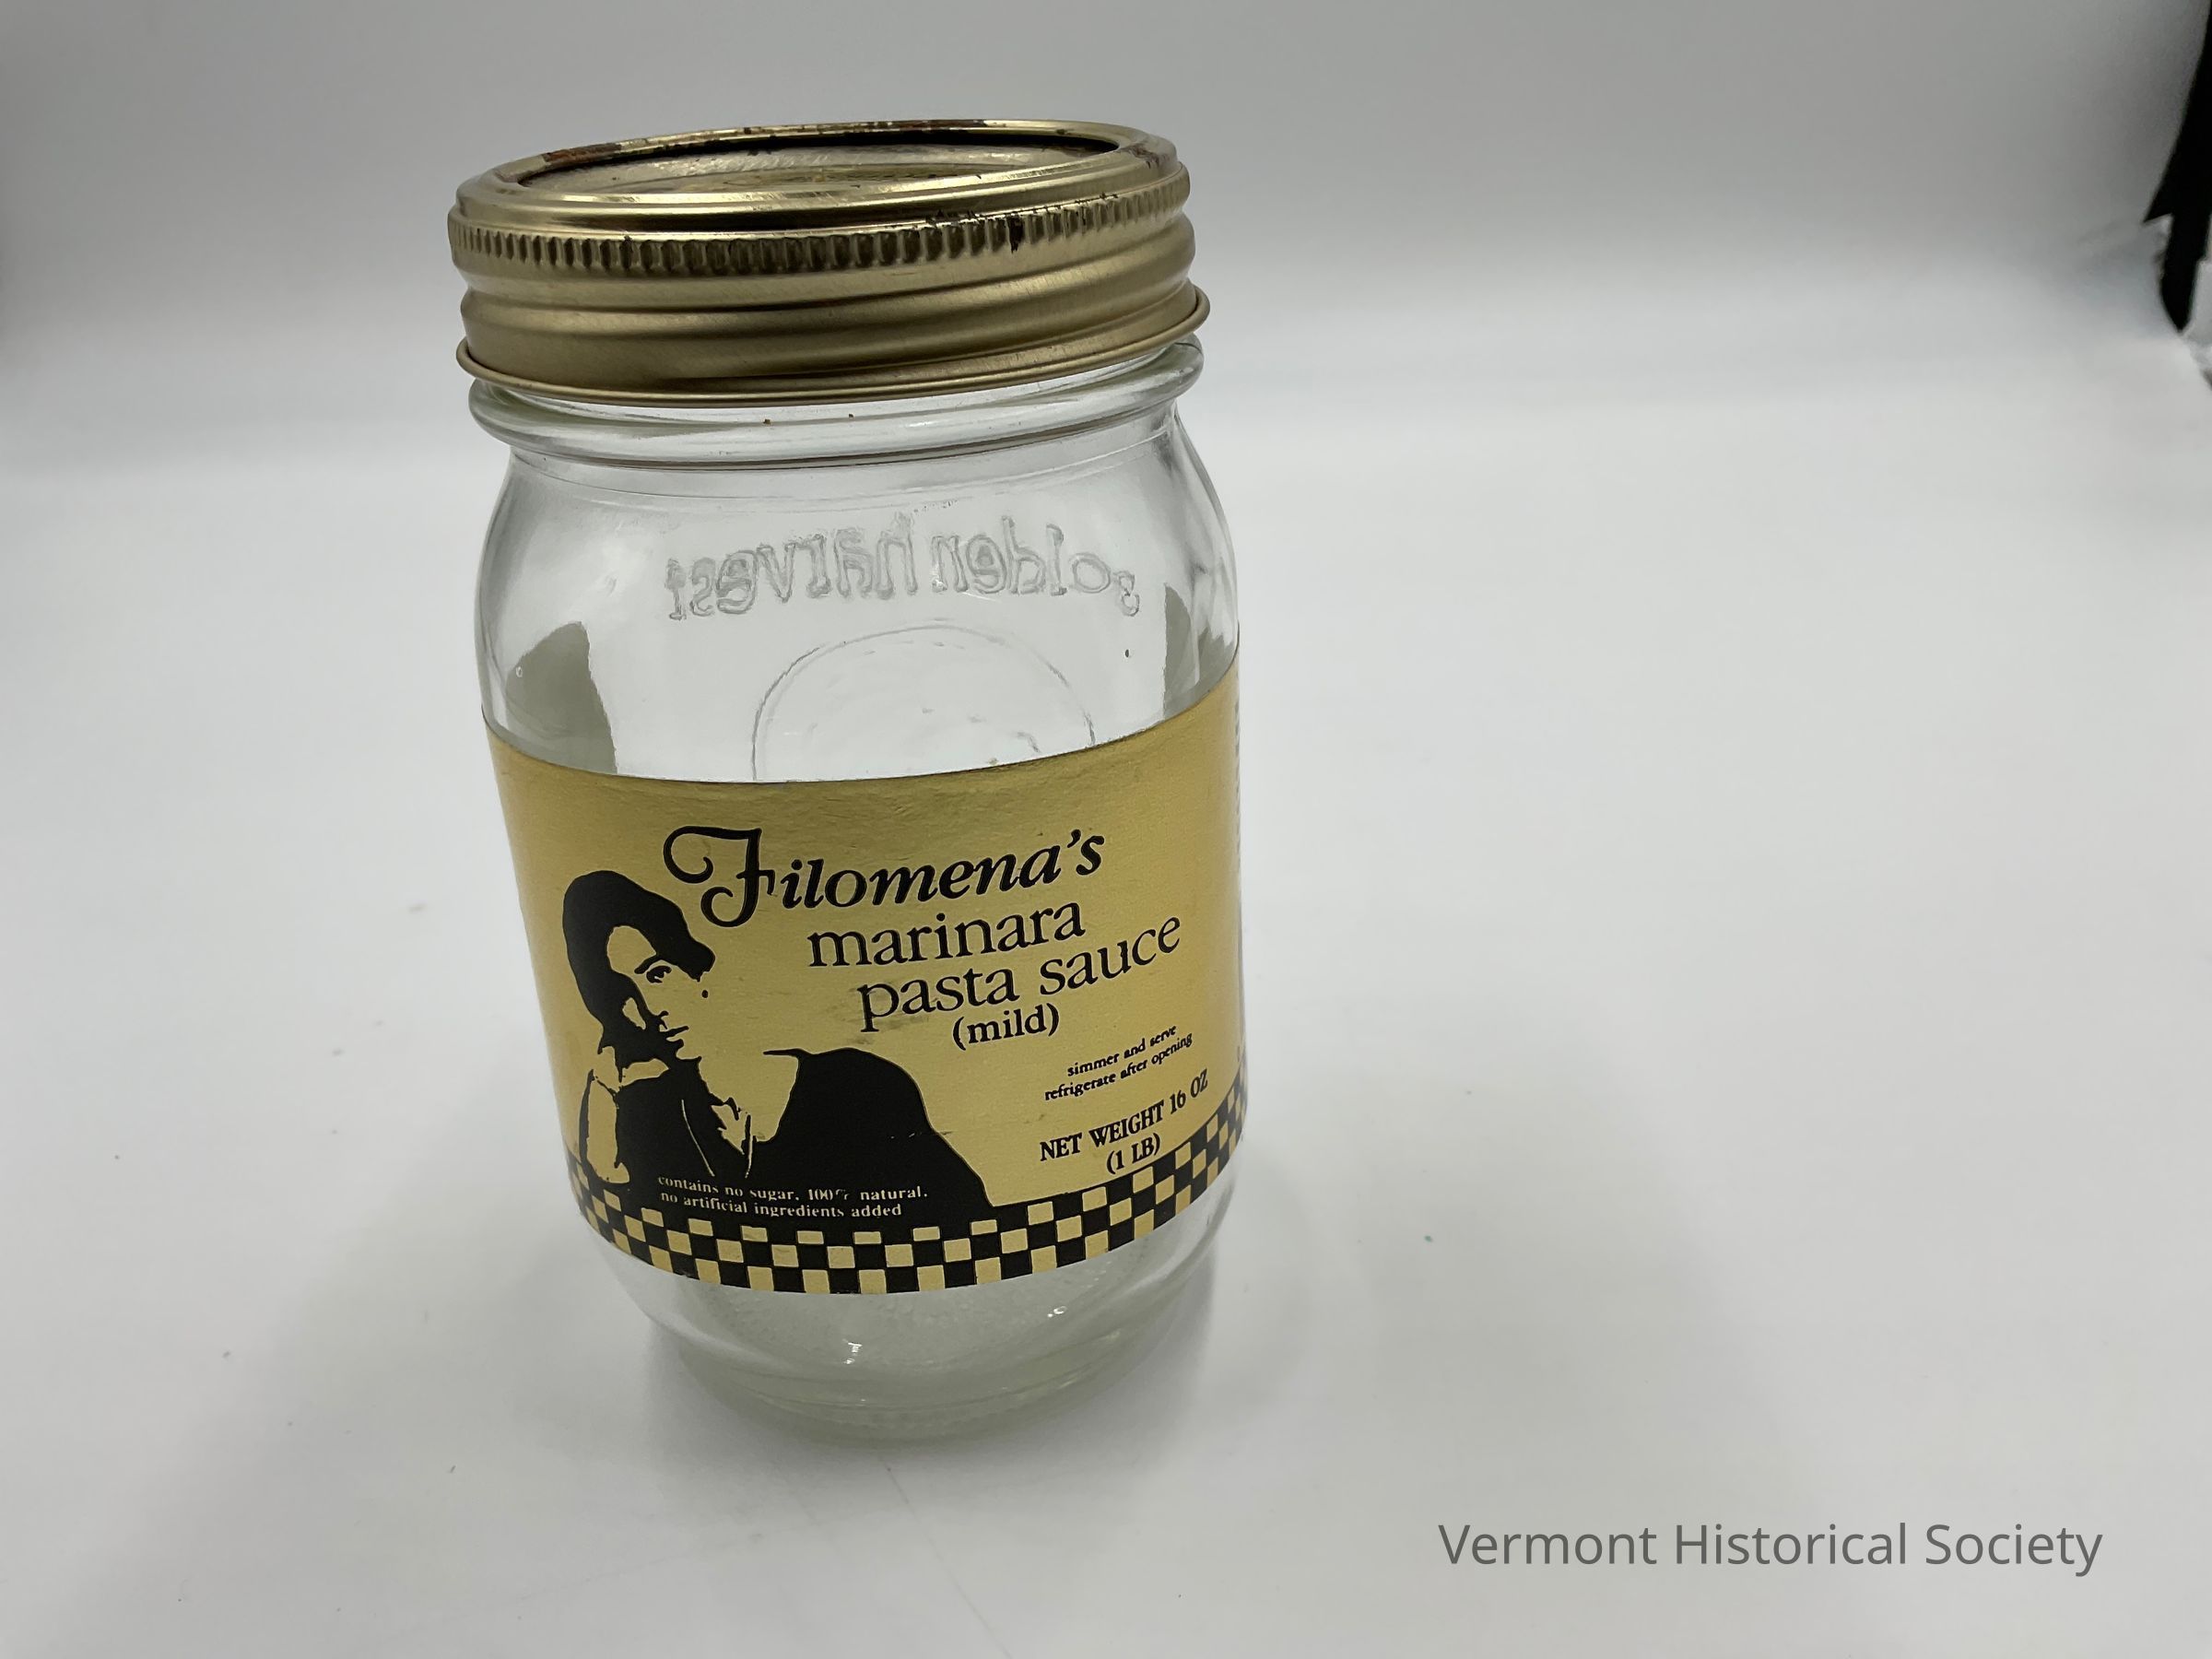 golden harvest
Filomena's
marinara
pasta sauce
(mild)
simmer and serve
refrigerate after opening
NET WEIGHT 16 OZ
(1 LB)
contains no sugar, 100% natural.
no artificial ingredients added
Vermont Historical Society